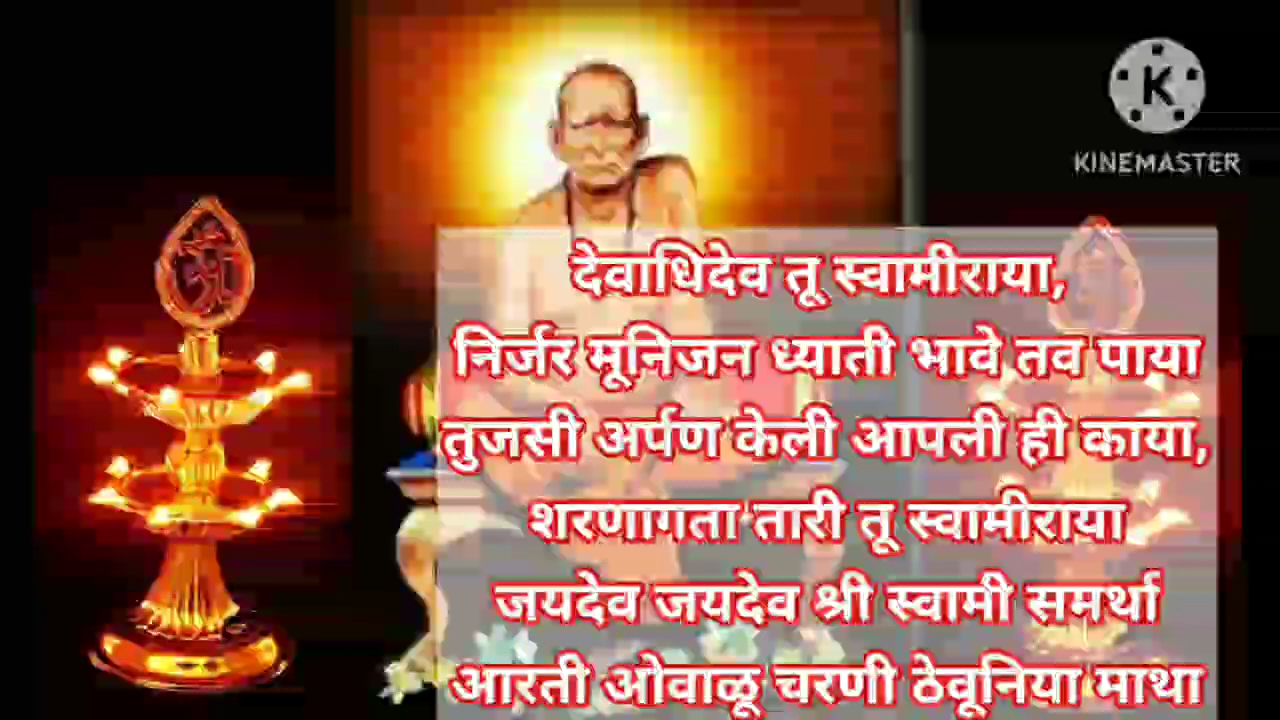 K
KINEMASTER
देवाधिदेव तू स्वामीराया,
निर्जर मूनिजन ध्याती भावे तव पाया
तुजसी अर्पण केली आपली ही काया,
शरणागता तारी तू स्वामीराया
जयदेव जयदेव श्री स्वामी समर्था
आरती ओवाळू चरणी ठेवूनिया माथा